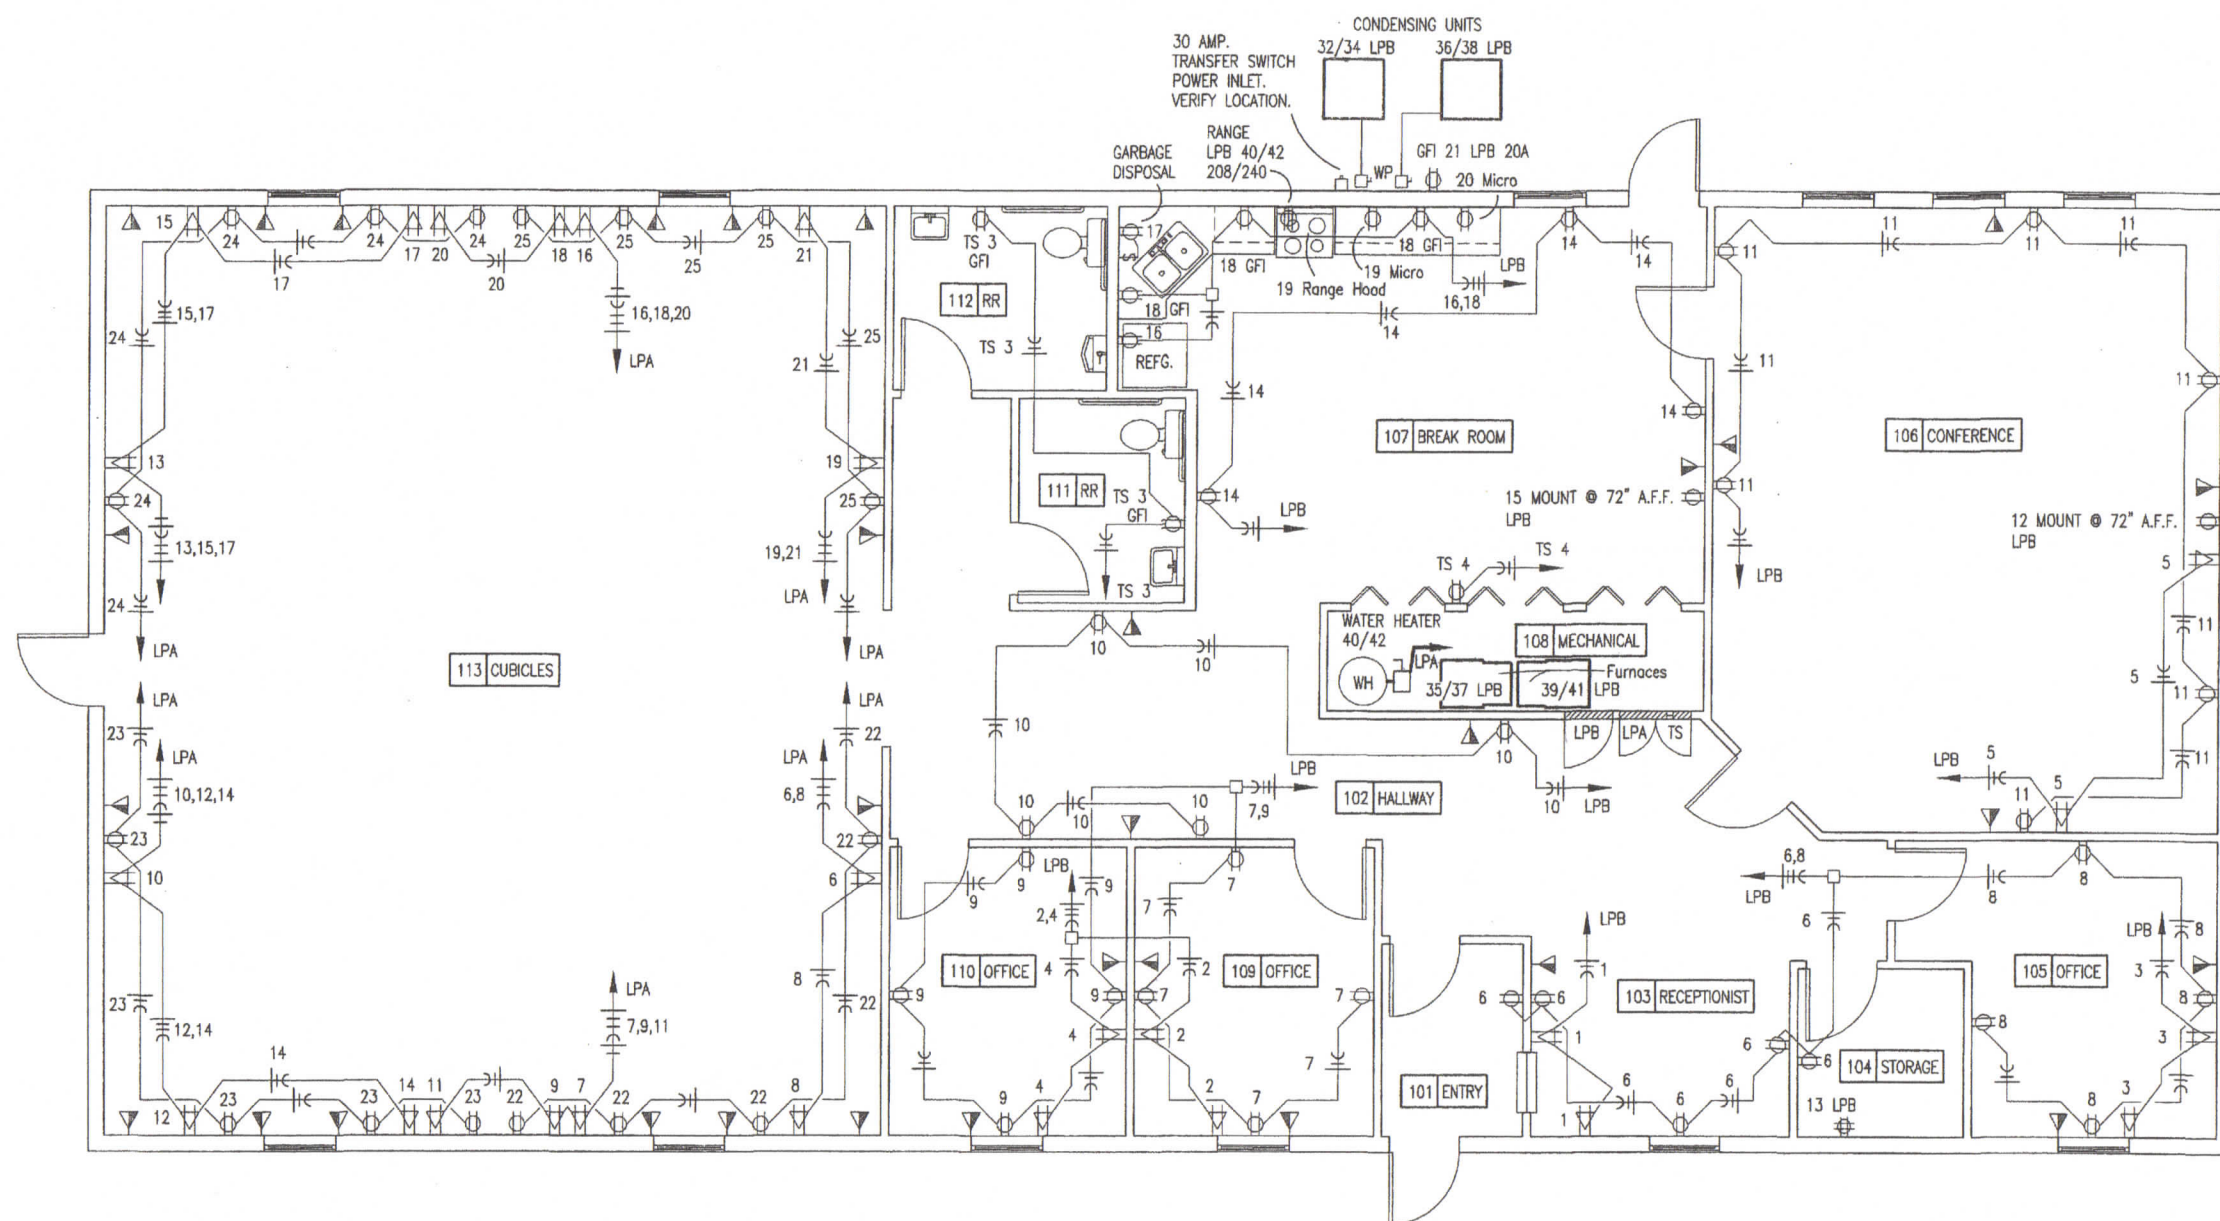 CONDENSING UNITS
32/34 LPB
36/38 LPB
30 AMP.
TRANSFER SWITCH
POWER INLET.
VERIFY LOCATION.
RANGE
LPB 40/42
208/240
GARBAGE
DISPOSAL
WP
GFI 21 LPB 20A
20 Micro
15
24
24
17
20
24
25
18
16
25
25
21
17
20
25
15,17
24
16,18,20
LPA
25
21
TS 3
GFI
112 RR
TS 3
17
S
18 GFI
18 GFI
19 Micro
19 Range Hood
LPB
16,18
18 GFI
16
REFG.
14
14
14
14
14
11
11
11
11
11
11
107 BREAK ROOM
106 CONFERENCE
13
24
19
25
13,15,17
24
LPA
19,21
LPA
LPA
111 RR
TS 3
GFI
TS 3
14
LPB
15 MOUNT @ 72" A.F.F.
LPB
11
LPB
12 MOUNT @ 72" A.F.F.
LPB
5
TS 4
TS 4
10
10
WATER HEATER
40/42
WH
LPA
108 MECHANICAL
Furnaces
35/37 LPB
39/41 LPB
11
5
11
113 CUBICLES
LPA
23
LPA
10,12,14
23
10
LPA
22
LPA
6,8
22
6
10
10
LPB
LPA
TS
10
LPB
102 HALLWAY
LPB
7,9
10
10
10
LPB
5
5
11
11
9
9
LPB
2,4
9
7
7
6,8
LPB
8
8
6
8
LPB
3
LPB
1
4
2
110 OFFICE
109 OFFICE
103 RECEPTIONIST
105 OFFICE
9
9
7
7
6
6
8
8
4
2
1
6
6
3
7
104 STORAGE
101 ENTRY
23
12,14
8
22
LPA
7,9,11
14
12
23
23
14
11
23
22
9
7
22
22
8
9
4
2
7
1
6
6
6
13 LPB
8
3